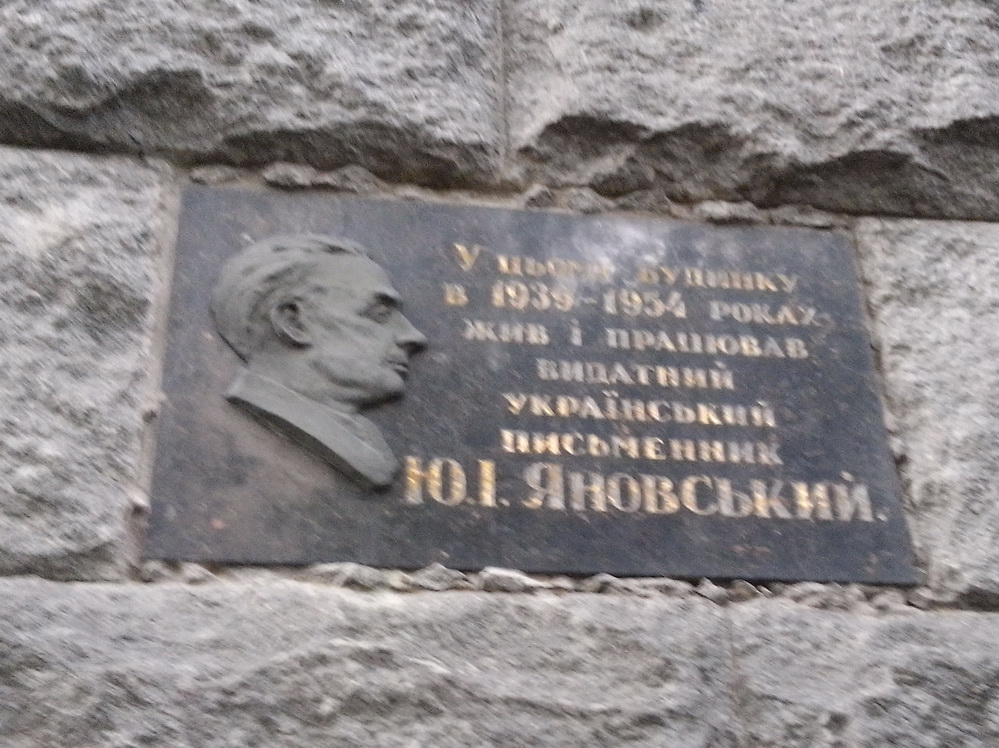 У цьому будинку
в 1939-1954 роках
жив і працював
видатний
український
письменник
Ю.І. Яновський.